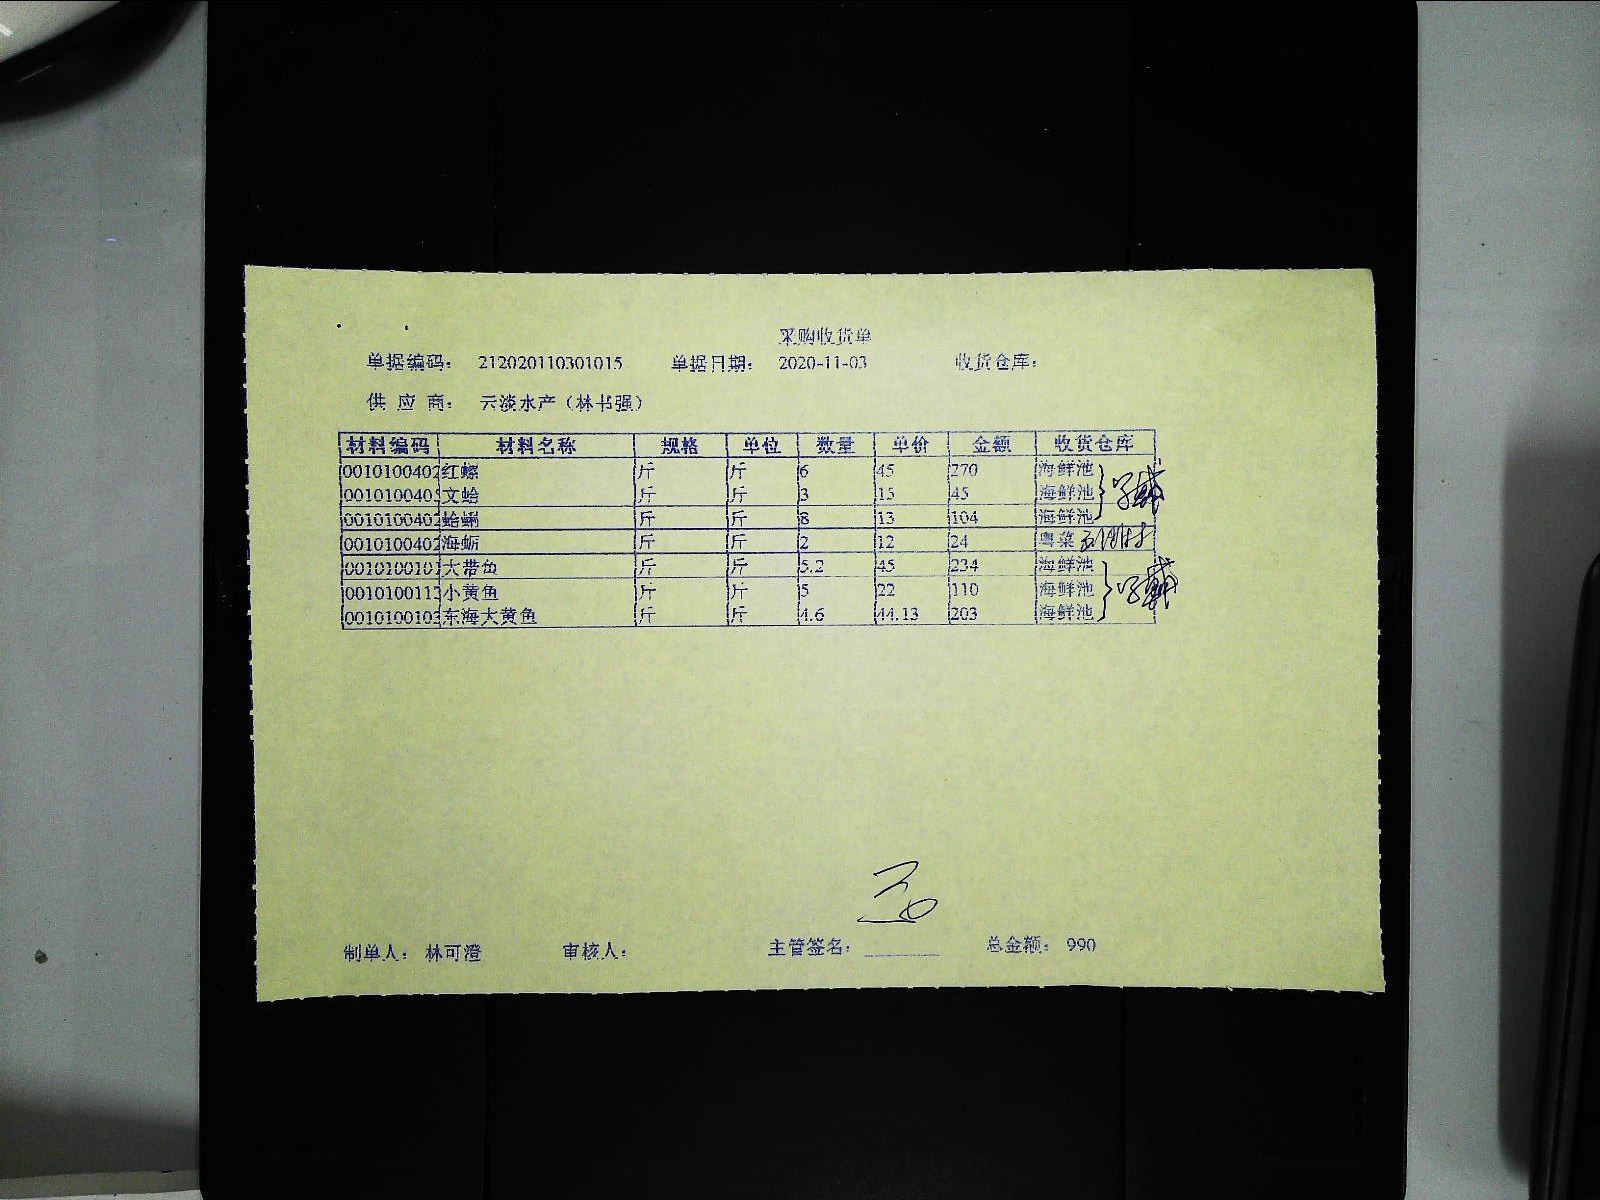 采购收货单
单据编码： 212020110301015 单据日期： 2020-11-03 收货仓库：
供 应 商： 云淡水产（林书强）
材料编码 材料名称 规格 单位 数量 单价 金额 收货仓库
0010100402 红螺 斤 斤 6 45 270 海鲜池
001010040 文蛤 斤 斤 3 15 45 海鲜池
0010100402 蛤蜊 斤 斤 8 13 104 海鲜池
0010100402 海蛎 斤 斤 2 12 24 粤菜
001010010 大带鱼 斤 斤 5.2 45 234 海鲜池
001010011 小黄鱼 斤 斤 5 22 110 海鲜池
0010100103 东海大黄鱼 斤 斤 4.6 44.13 203 海鲜池
制单人： 林可澄 审核人： 主管签名： 总金额： 990